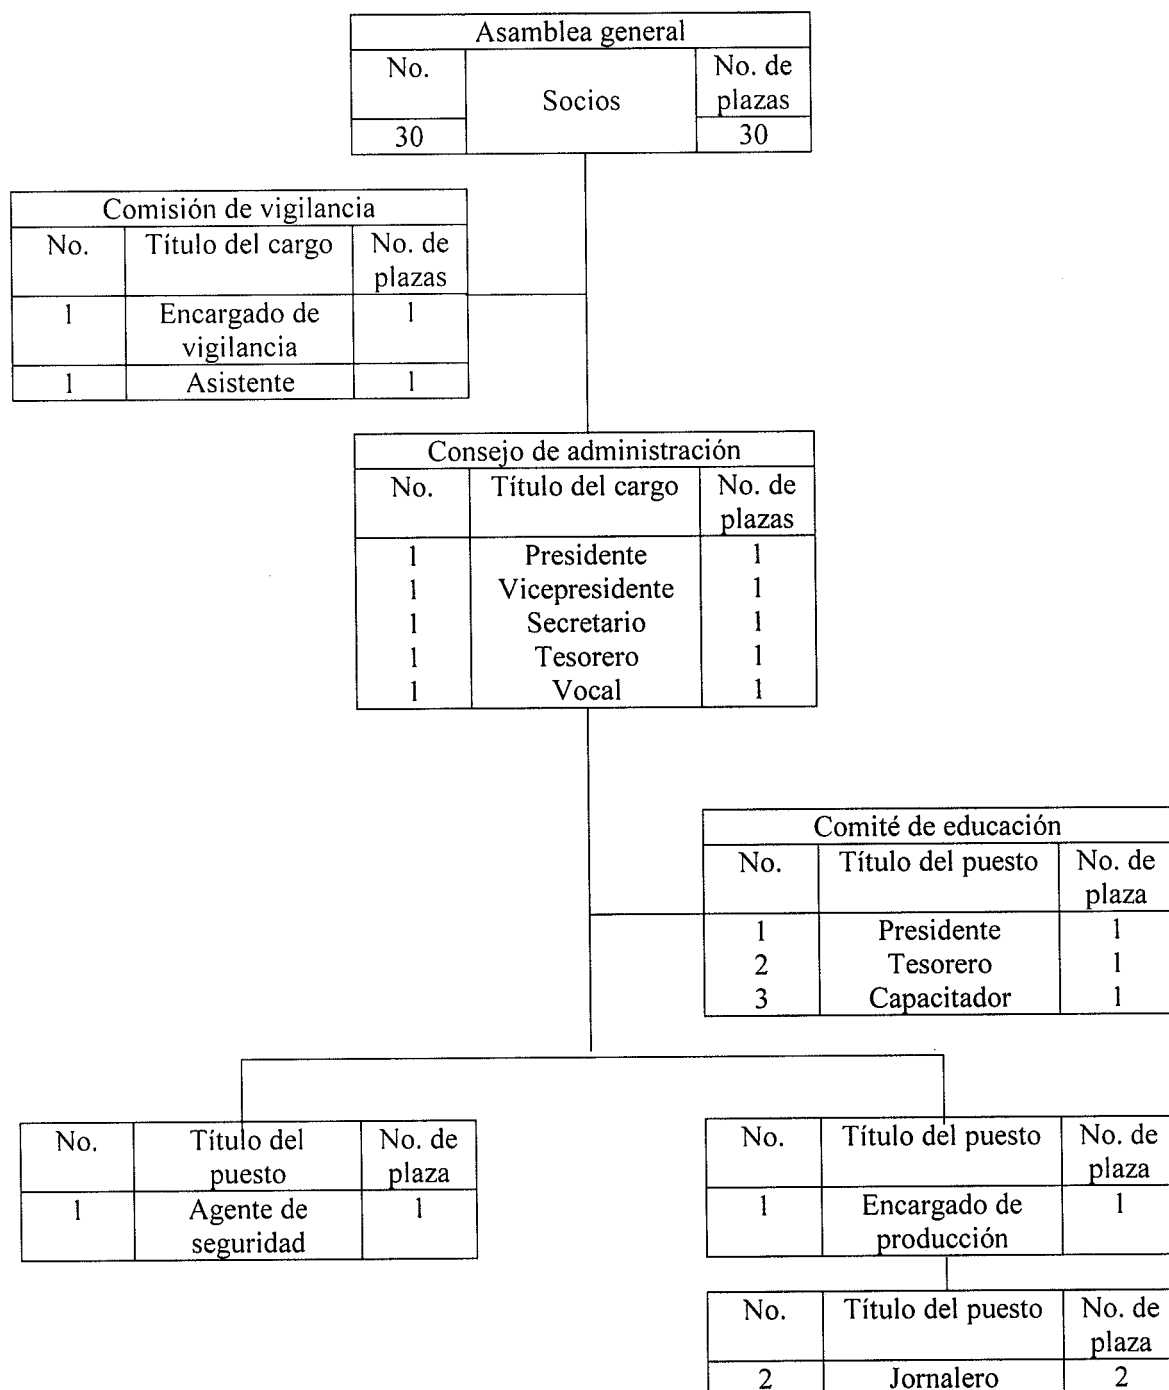 Asamblea general
No. Socios No. de
plazas
30 30
Comisión de vigilancia
No. Título del cargo No. de
plazas
1 Encargado de 1
vigilancia
1 Asistente 1
Consejo de administración
No. Título del cargo No. de
plazas
1 Presidente 1
1 Vicepresidente 1
1 Secretario 1
1 Tesorero 1
1 Vocal 1
Comité de educación
No. Título del puesto No. de
plaza
1 Presidente 1
2 Tesorero 1
3 Capacitador 1
No. Título del No. de
puesto plaza
1 Agente de 1
seguridad
No. Título del puesto No. de
plaza
1 Encargado de 1
producción
No. Título del puesto No. de
plaza
2 Jornalero 2